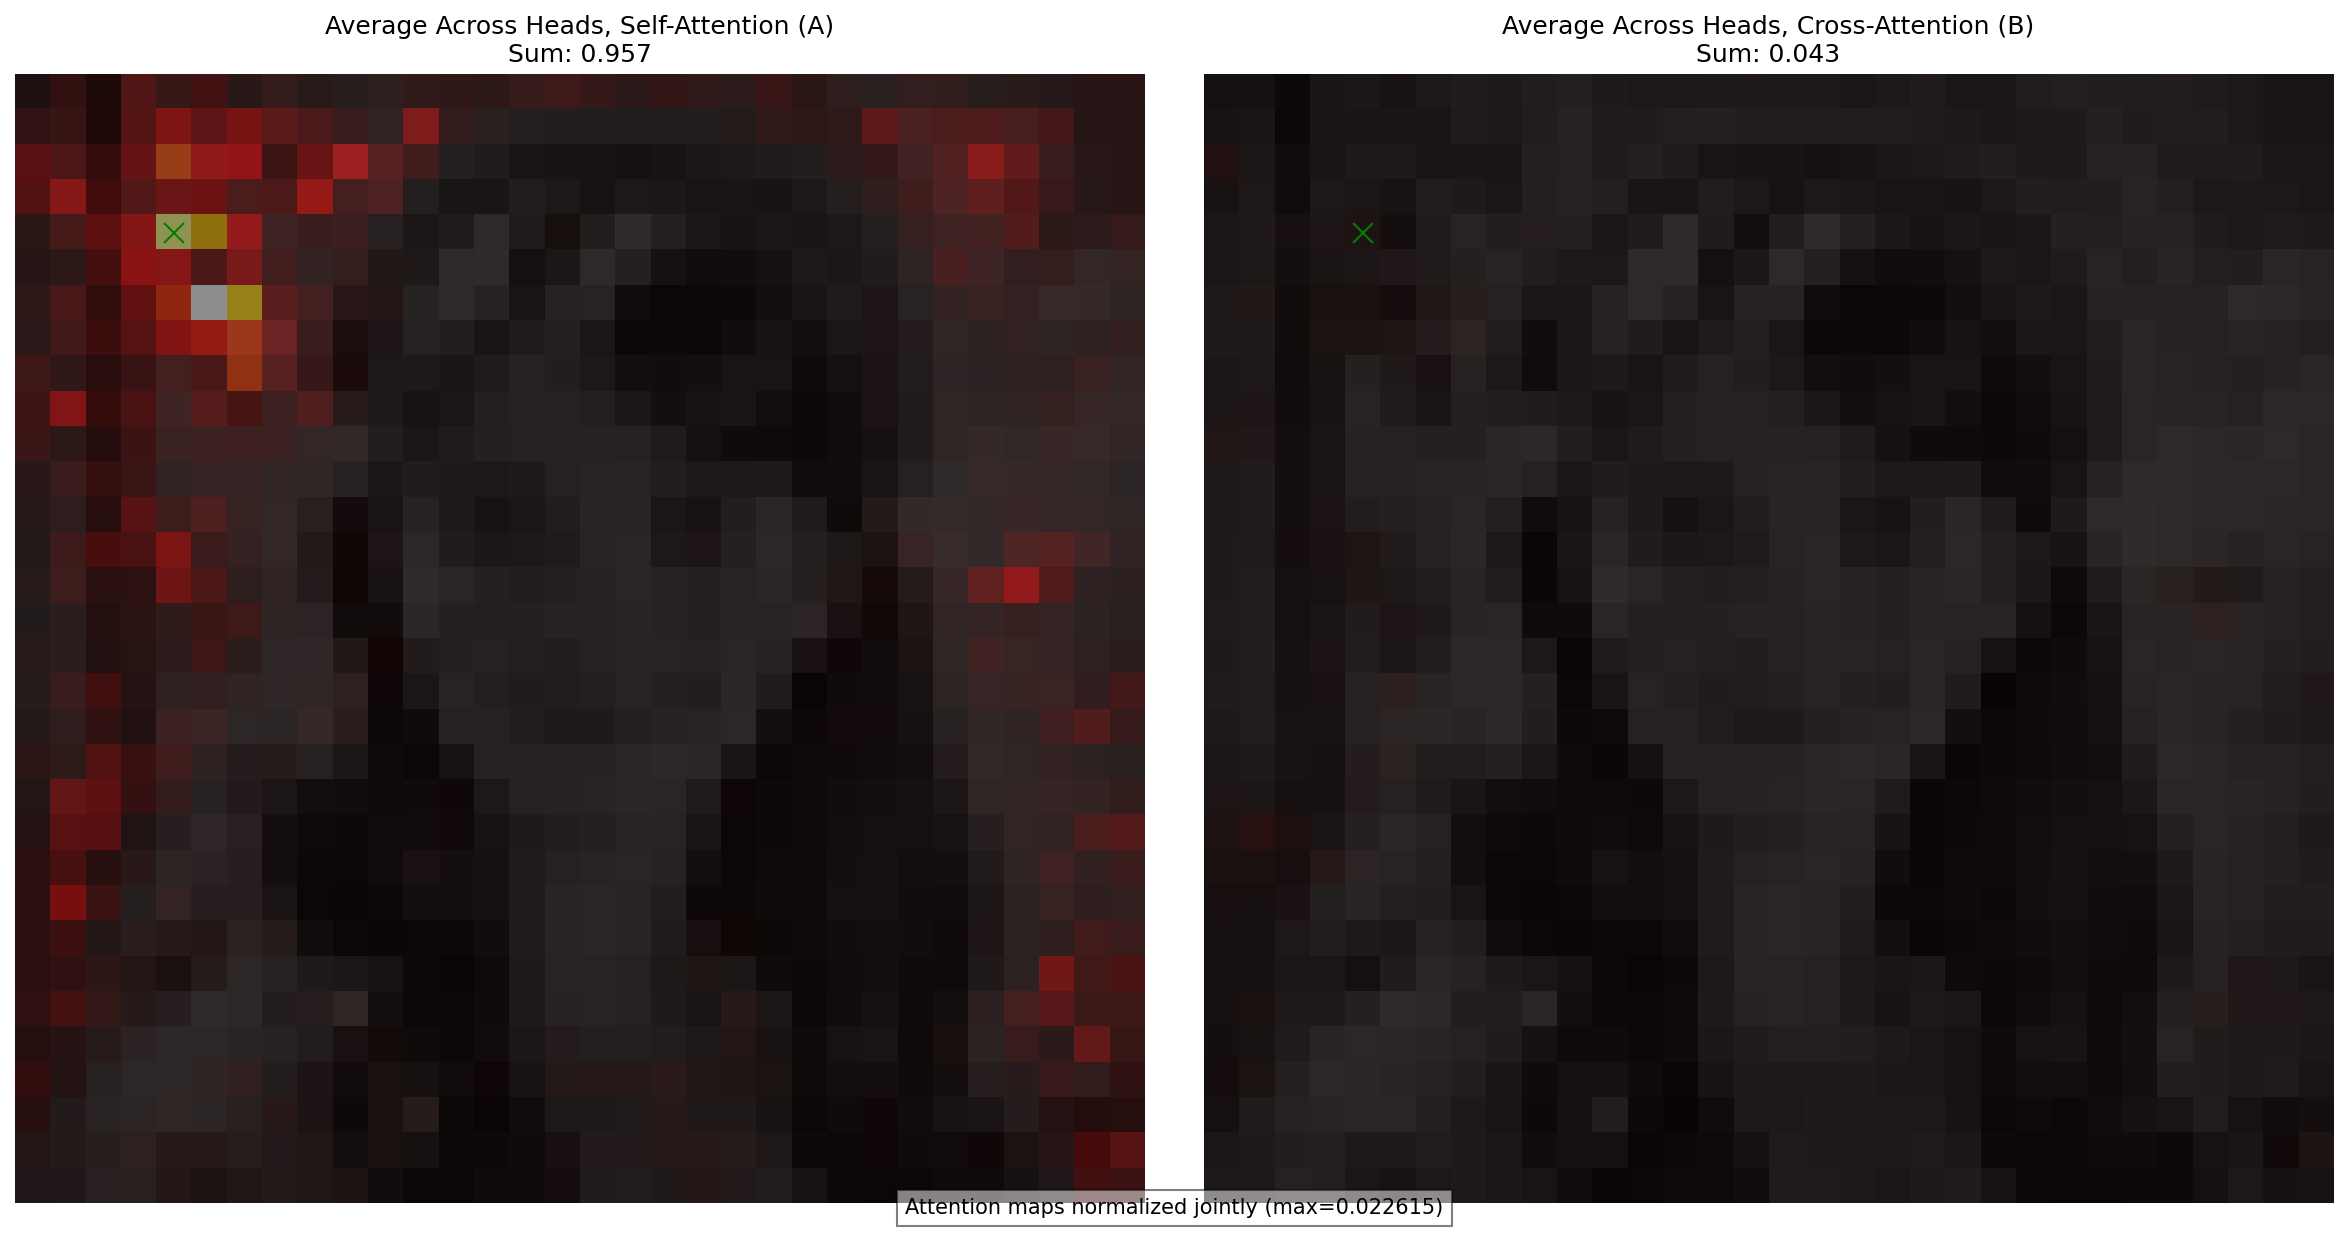 Average Across Heads, Self-Attention (A)
Sum: 0.957
Average Across Heads, Cross-Attention (B)
Sum: 0.043
Attention maps normalized jointly (max=0.022615)